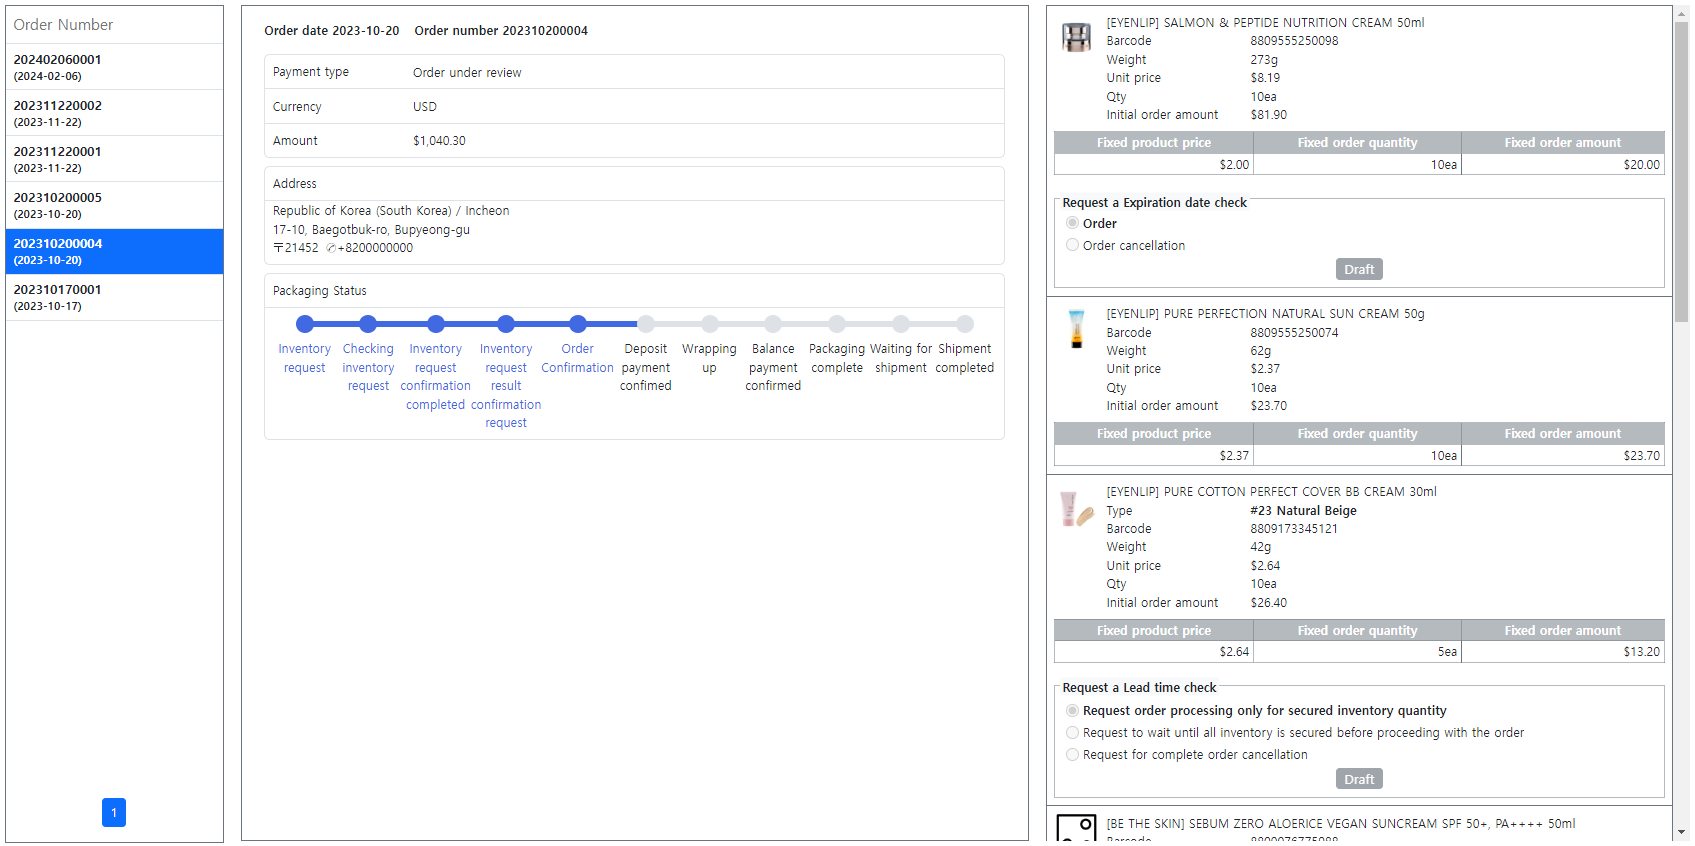 Order Number
202402060001
(2024-02-06)
202311220002
(2023-11-22)
202311220001
(2023-11-22)
202310200005
(2023-10-20)
202310200004
(2023-10-20)
202310170001
(2023-10-17)
1
Order date 2023-10-20 Order number 202310200004
Payment type Order under review
Currency USD
Amount $1,040.30
Address
Republic of Korea (South Korea) / Incheon
17-10, Baegotbuk-ro, Bupyeong-gu
〒21452 ✆+8200000000
Packaging Status
Inventory request
Checking inventory request
Inventory request confirmation completed
Inventory request result confirmation request
Order Confirmation
Deposit payment confimed
Wrapping up
Balance payment confirmed
Packaging complete
Waiting for shipment
Shipment completed
[EYENLIP] SALMON & PEPTIDE NUTRITION CREAM 50ml
Barcode 8809555250098
Weight 273g
Unit price $8.19
Qty 10ea
Initial order amount $81.90
Fixed product price Fixed order quantity Fixed order amount
$2.00 10ea $20.00
Request a Expiration date check
Order
Order cancellation
Draft
[EYENLIP] PURE PERFECTION NATURAL SUN CREAM 50g
Barcode 8809555250074
Weight 62g
Unit price $2.37
Qty 10ea
Initial order amount $23.70
Fixed product price Fixed order quantity Fixed order amount
$2.37 10ea $23.70
[EYENLIP] PURE COTTON PERFECT COVER BB CREAM 30ml
Type #23 Natural Beige
Barcode 8809173345121
Weight 42g
Unit price $2.64
Qty 10ea
Initial order amount $26.40
Fixed product price Fixed order quantity Fixed order amount
$2.64 5ea $13.20
Request a Lead time check
Request order processing only for secured inventory quantity
Request to wait until all inventory is secured before proceeding with the order
Request for complete order cancellation
Draft
[BE THE SKIN] SEBUM ZERO ALOERICE VEGAN SUNCREAM SPF 50+, PA++++ 50ml